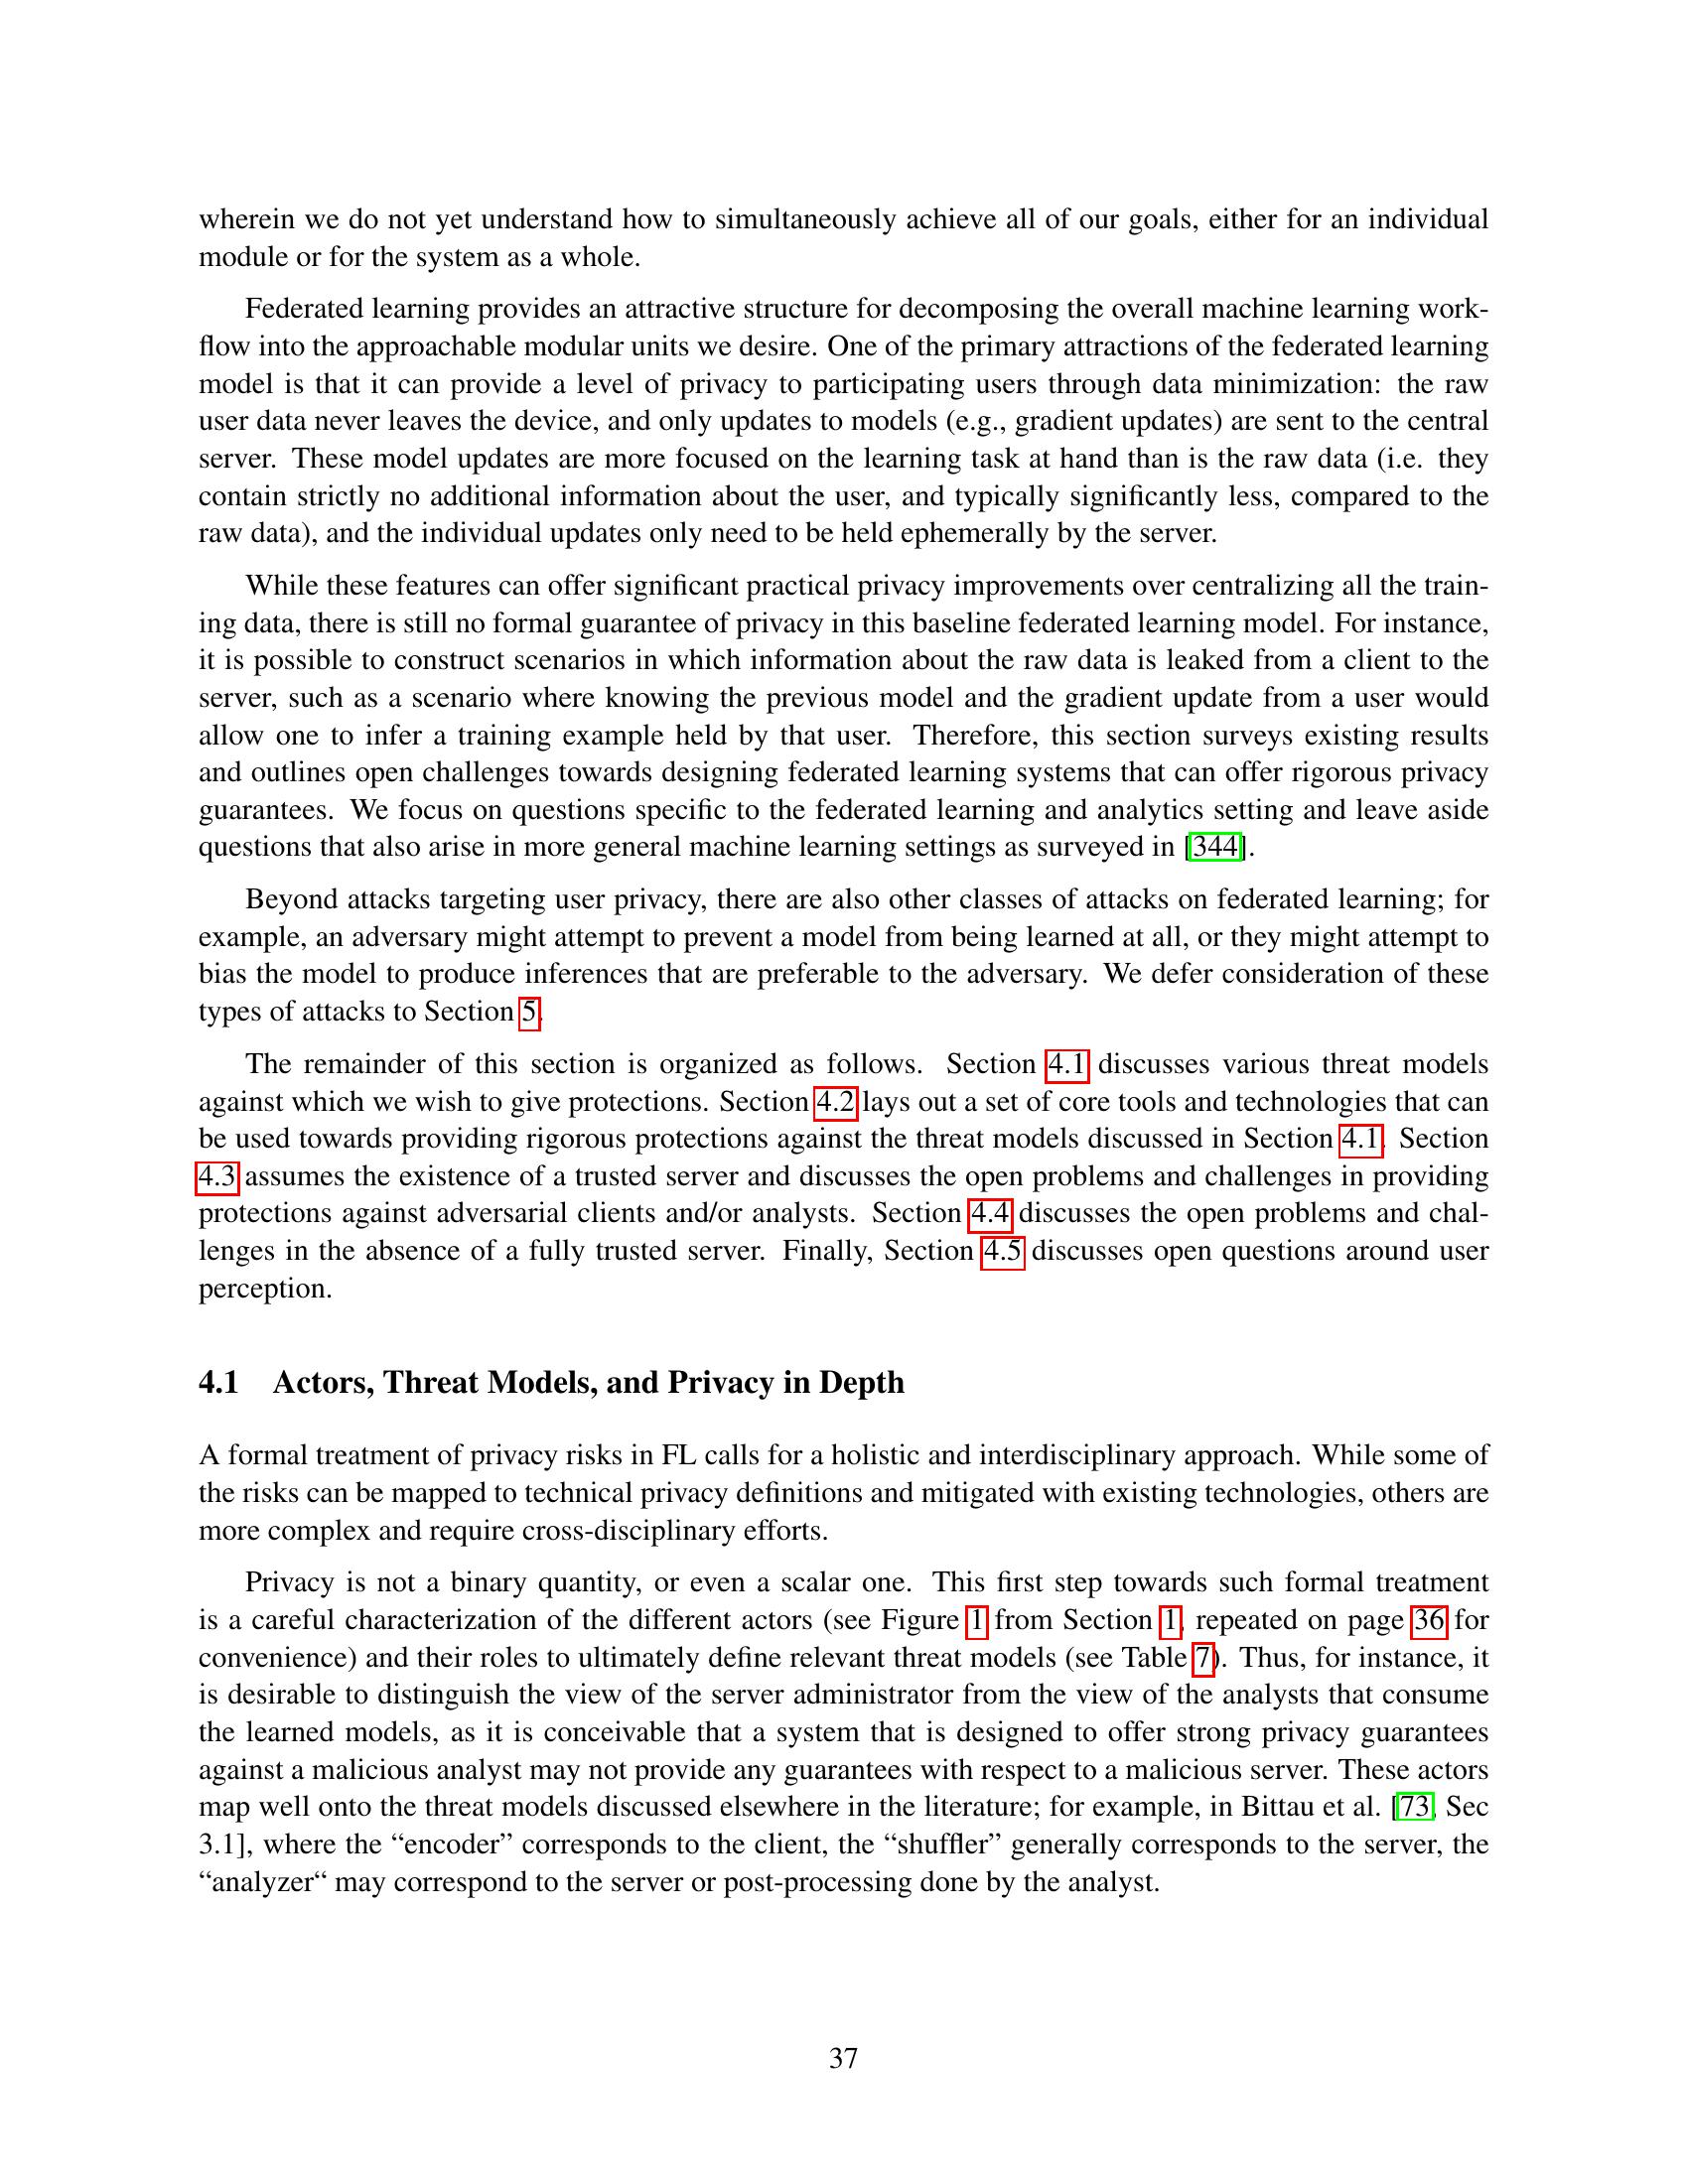 wherein we do not yet understand how to simultaneously achieve all of our goals, either for an individual
module or for the system as a whole.
Federated learning provides an attractive structure for decomposing the overall machine learning work-
flow into the approachable modular units we desire. One of the primary attractions of the federated learning
model is that it can provide a level of privacy to participating users through data minimization: the raw
user data never leaves the device, and only updates to models (e.g., gradient updates) are sent to the central
server. These model updates are more focused on the learning task at hand than is the raw data (i.e. they
contain strictly no additional information about the user, and typically significantly less, compared to the
raw data), and the individual updates only need to be held ephemerally by the server.
While these features can offer significant practical privacy improvements over centralizing all the train-
ing data, there is still no formal guarantee of privacy in this baseline federated learning model. For instance,
it is possible to construct scenarios in which information about the raw data is leaked from a client to the
server, such as a scenario where knowing the previous model and the gradient update from a user would
allow one to infer a training example held by that user. Therefore, this section surveys existing results
and outlines open challenges towards designing federated learning systems that can offer rigorous privacy
guarantees. We focus on questions specific to the federated learning and analytics setting and leave aside
questions that also arise in more general machine learning settings as surveyed in [344].
Beyond attacks targeting user privacy, there are also other classes of attacks on federated learning; for
example, an adversary might attempt to prevent a model from being learned at all, or they might attempt to
bias the model to produce inferences that are preferable to the adversary. We defer consideration of these
types of attacks to Section 5.
The remainder of this section is organized as follows. Section 4.1 discusses various threat models
against which we wish to give protections. Section 4.2 lays out a set of core tools and technologies that can
be used towards providing rigorous protections against the threat models discussed in Section 4.1. Section
4.3 assumes the existence of a trusted server and discusses the open problems and challenges in providing
protections against adversarial clients and/or analysts. Section 4.4 discusses the open problems and chal-
lenges in the absence of a fully trusted server. Finally, Section 4.5 discusses open questions around user
perception.
4.1 Actors, Threat Models, and Privacy in Depth
A formal treatment of privacy risks in FL calls for a holistic and interdisciplinary approach. While some of
the risks can be mapped to technical privacy definitions and mitigated with existing technologies, others are
more complex and require cross-disciplinary efforts.
Privacy is not a binary quantity, or even a scalar one. This first step towards such formal treatment
is a careful characterization of the different actors (see Figure 1 from Section 1, repeated on page 36 for
convenience) and their roles to ultimately define relevant threat models (see Table 7). Thus, for instance, it
is desirable to distinguish the view of the server administrator from the view of the analysts that consume
the learned models, as it is conceivable that a system that is designed to offer strong privacy guarantees
against a malicious analyst may not provide any guarantees with respect to a malicious server. These actors
map well onto the threat models discussed elsewhere in the literature; for example, in Bittau et al. [73, Sec
3.1], where the “encoder” corresponds to the client, the “shuffler” generally corresponds to the server, the
“analyzer“ may correspond to the server or post-processing done by the analyst.
37